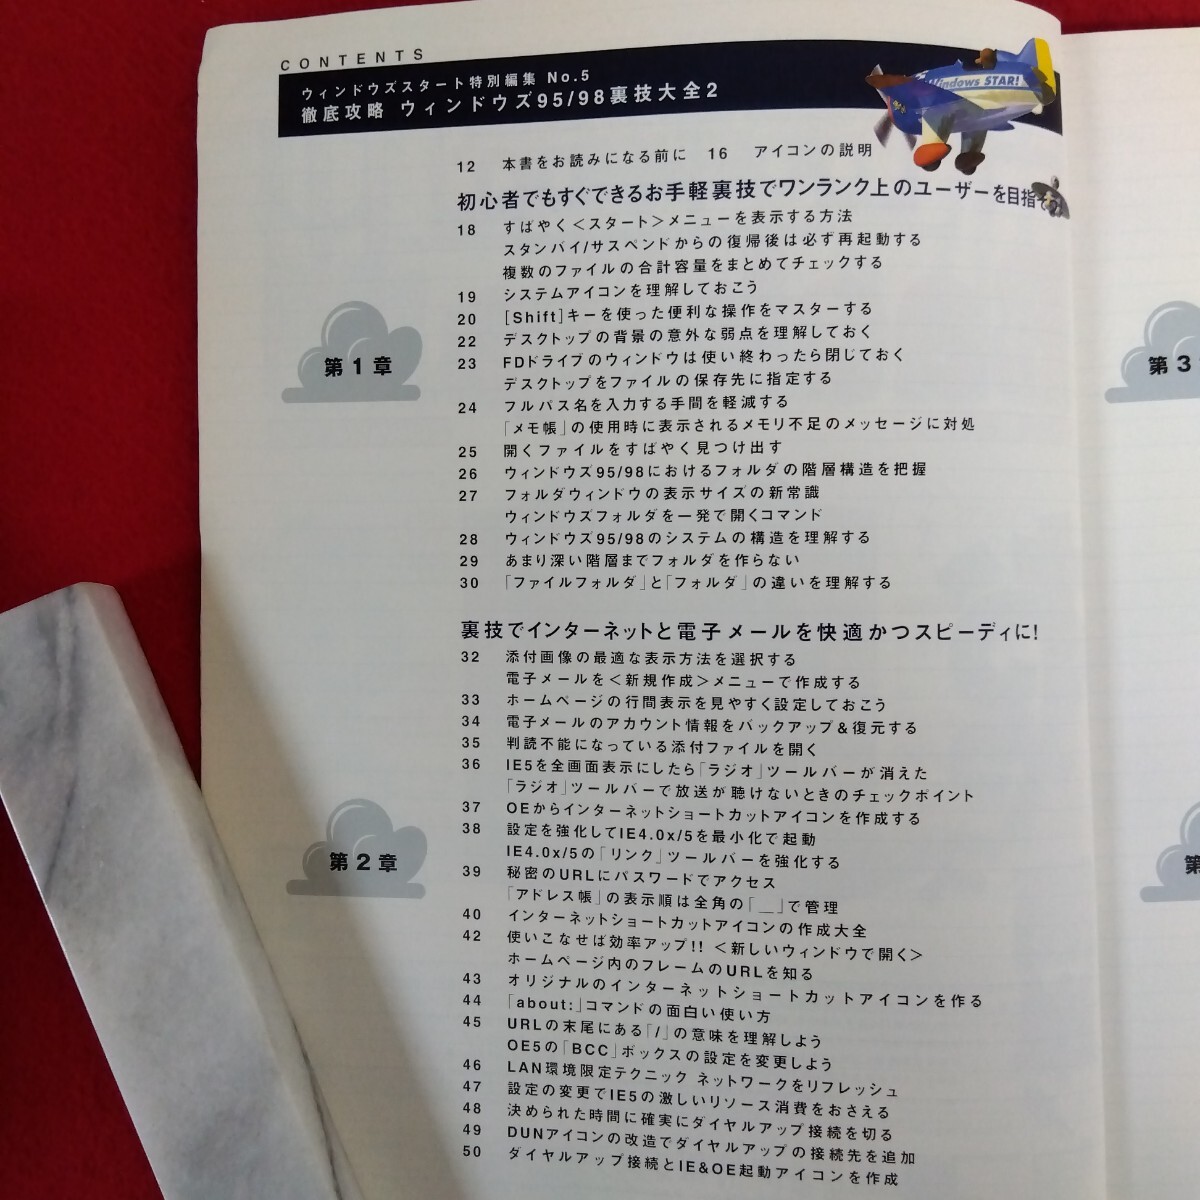 CONTENTS
ウィンドウズスタート特別編集 No.5
徹底攻略 ウィンドウズ95/98裏技大全2
Windows STAR!
12 本書をお読みになる前に 16 アイコンの説明
第1章
初心者でもすぐできるお手軽裏技でワンランク上のユーザーを目指そう
18 すばやく＜スタート＞メニューを表示する方法
スタンバイ/サスペンドからの復帰後は必ず再起動する
複数のファイルの合計容量をまとめてチェックする
19 システムアイコンを理解しておこう
20 [Shift]キーを使った便利な操作をマスターする
22 デスクトップの背景の意外な弱点を理解しておく
23 FDドライブのウィンドウは使い終わったら閉じておく
デスクトップをファイルの保存先に指定する
24 フルパス名を入力する手間を軽減する
「メモ帳」の使用時に表示されるメモリ不足のメッセージに対処
25 開くファイルをすばやく見つけ出す
26 ウィンドウズ95/98におけるフォルダの階層構造を把握
27 フォルダウィンドウの表示サイズの新常識
ウィンドウズフォルダを一発で開くコマンド
28 ウィンドウズ95/98のシステムの構造を理解する
29 あまり深い階層までフォルダを作らない
30 「ファイルフォルダ」と「フォルダ」の違いを理解する
第2章
裏技でインターネットと電子メールを快適かつスピーディに!
32 添付画像の最適な表示方法を選択する
電子メールを＜新規作成＞メニューで作成する
33 ホームページの行間表示を見やすく設定しておこう
34 電子メールのアカウント情報をバックアップ&復元する
35 判読不能になっている添付ファイルを開く
36 IE5を全画面表示にしたら「ラジオ」ツールバーが消えた
「ラジオ」ツールバーで放送が聴けないときのチェックポイント
37 OEからインターネットショートカットアイコンを作成する
38 設定を強化してIE4.0x/5を最小化で起動
IE4.0x/5の「リンク」ツールバーを強化する
39 秘密のURLにパスワードでアクセス
「アドレス帳」の表示順は全角の「＿」で管理
40 インターネットショートカットアイコンの作成大全
42 使いこなせば効率アップ!! ＜新しいウィンドウで開く＞
ホームページ内のフレームのURLを知る
43 オリジナルのインターネットショートカットアイコンを作る
44 「about:」コマンドの面白い使い方
45 URLの末尾にある「/」の意味を理解しよう
OE5の「BCC」ボックスの設定を変更しよう
46 LAN環境限定テクニック ネットワークをリフレッシュ
47 設定の変更でIE5の激しいリソース消費をおさえる
48 決められた時間に確実にダイヤルアップ接続を切る
49 DUNアイコンの改造でダイヤルアップの接続先を追加
50 ダイヤルアップ接続とIE&OE起動アイコンを作成
第3
第